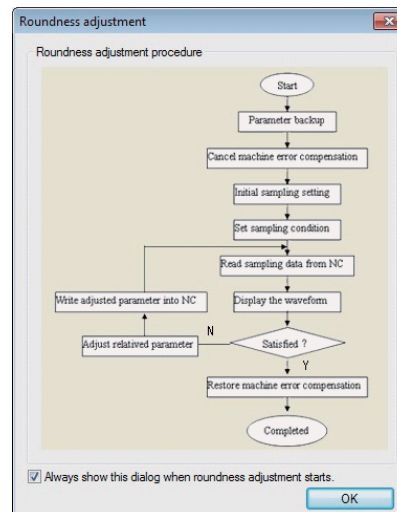 Roundness adjustment
Roundness adjustment procedure
Start
Parameter backup
Cancel machine error compensation
Initial sampling setting
Set sampling condition
Read sampling data from NC
Write adjusted parameter into NC
Display the waveform
N
Adjust relatived parameter
Satisfied ?
Y
Restore machine error compensation
Completed
Always show this dialog when roundness adjustment starts.
OK